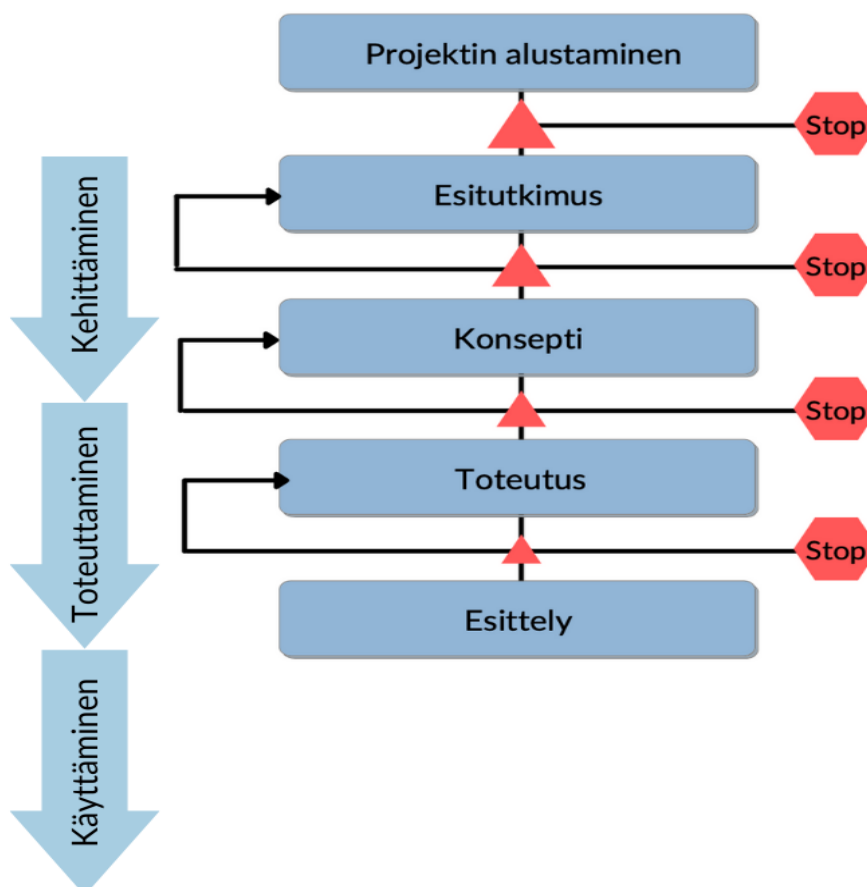 Projektin alustaminen
Stop
Esitutkimus
Stop
Konsepti
Stop
Toteutus
Stop
Esittely
Kehittäminen
Toteuttaminen
Käyttäminen